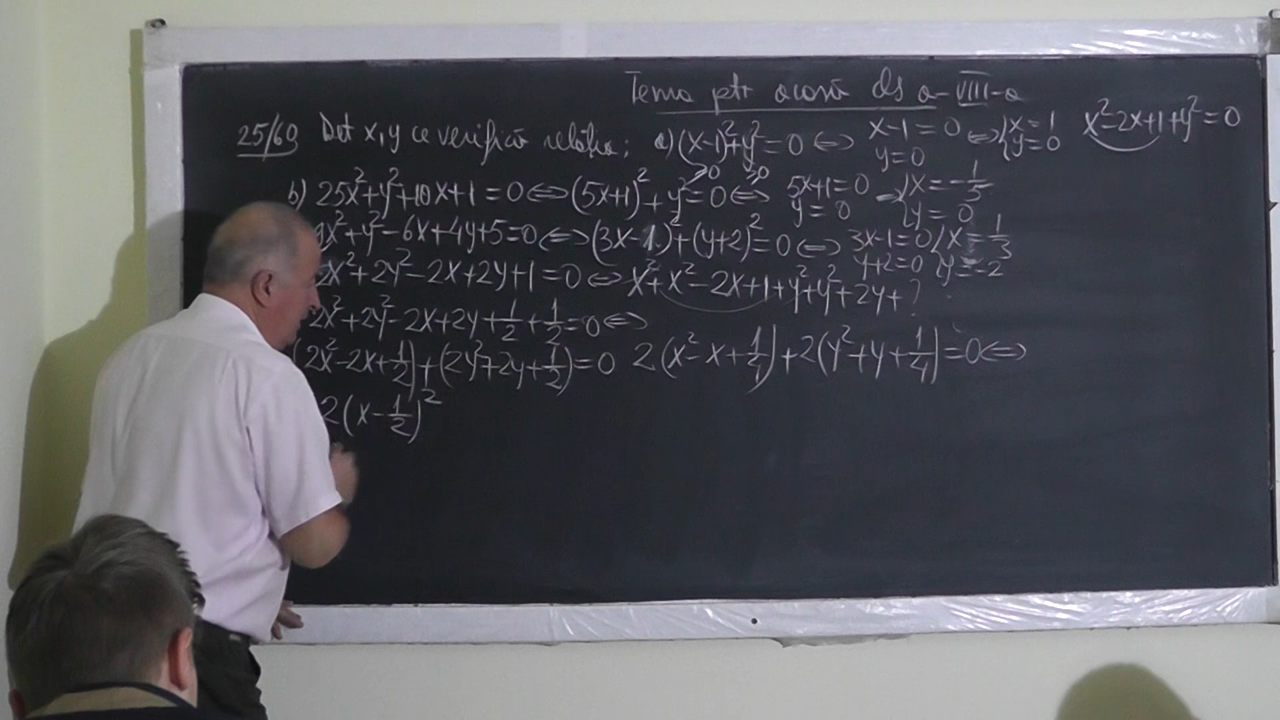 Tema ptr acasă cls a-VIII-a
25/69 Det x,y ce verifică relația: a) (x-1)²+y²=0 ⇔ x-1=0 y=0 ⇔ {x=1 {y=0 x²-2x+1+y²=0
≥0 ≥0
b) 25x²+y²+10x+1=0 ⇔ (5x+1)²+y²=0 ⇔ 5x+1=0 y=0 {x=-1/5 {y=0
x²+y²-6x+4y+5=0 ⇔ (3x-1)²+(y+2)²=0 ⇔ 3x-1=0 y+2=0 {x=1/3 {y=-2
2x²+2y²-2x+2y+1=0 ⇔ x²+x²-2x+1+y²+y²+2y+?
2x²+2y²-2x+2y+1/2+1/2=0 ⇔
(2x²-2x+1/2)+(2y²+2y+1/2)=0 2(x²-x+1/4)+2(y²+y+1/4)=0 ⇔
2(x-1/2)²